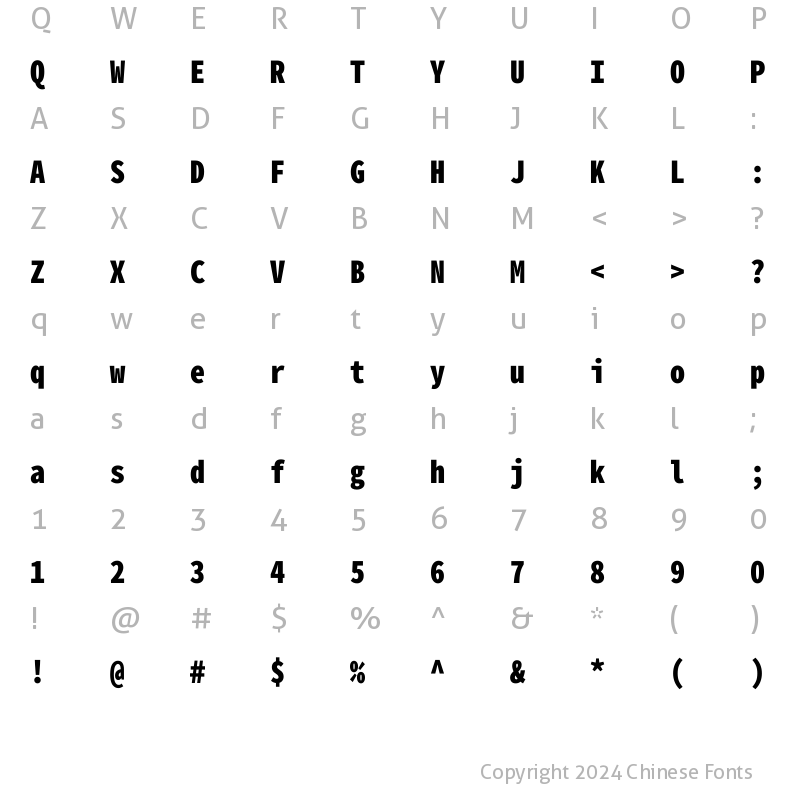 Q W E R T Y U I O P
Q W E R T Y U I O P
A S D F G H J K L :
A S D F G H J K L :
Z X C V B N M < > ?
Z X C V B N M < > ?
q w e r t y u i o p
q w e r t y u i o p
a s d f g h j k l ;
a s d f g h j k l ;
1 2 3 4 5 6 7 8 9 0
1 2 3 4 5 6 7 8 9 0
! @ # $ % ^ & * ( )
! @ # $ % ^ & * ( )
Copyright 2024 Chinese Fonts